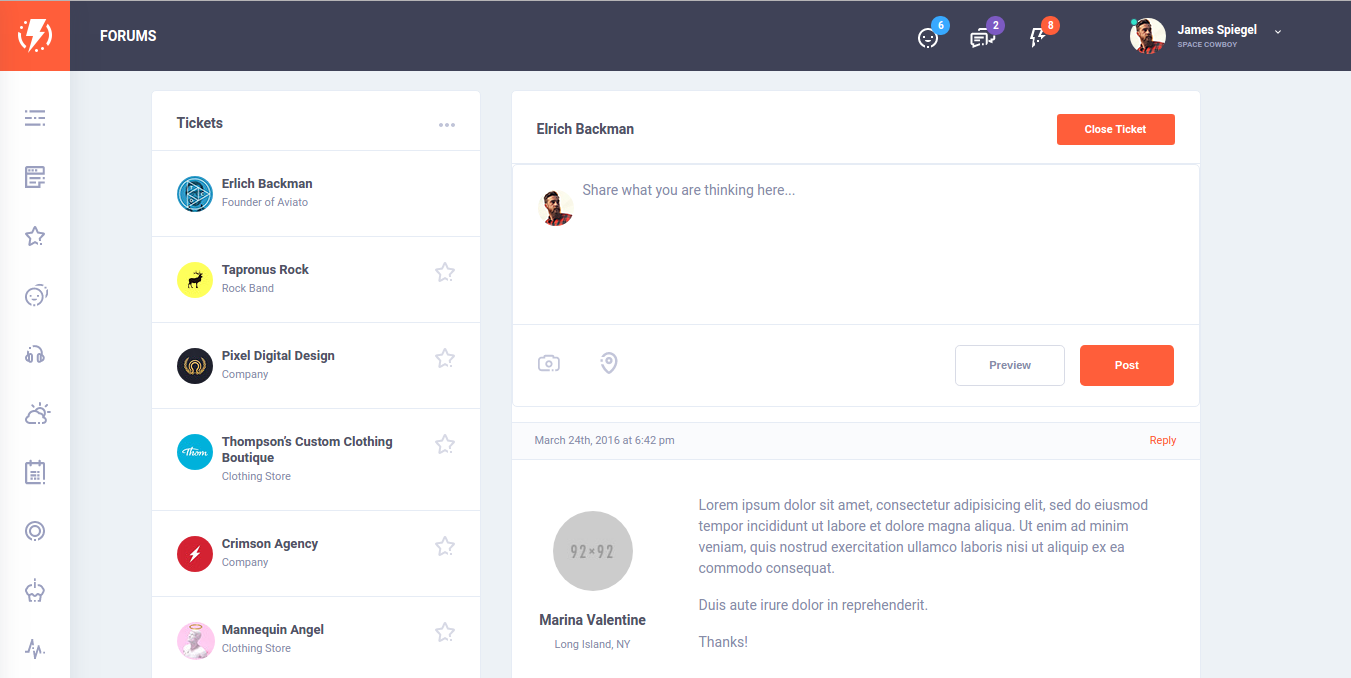 FORUMS
6
2
8
James Spiegel
SPACE COWBOY
Tickets
Erlich Backman
Founder of Aviato
Tapronus Rock
Rock Band
Pixel Digital Design
Company
Thompson's Custom Clothing
Boutique
Clothing Store
Thom
Crimson Agency
Company
Mannequin Angel
Clothing Store
Elrich Backman
Close Ticket
Share what you are thinking here...
Preview
Post
March 24th, 2016 at 6:42 pm
Reply
92×92
Marina Valentine
Long Island, NY
Lorem ipsum dolor sit amet, consectetur adipisicing elit, sed do eiusmod
tempor incididunt ut labore et dolore magna aliqua. Ut enim ad minim
veniam, quis nostrud exercitation ullamco laboris nisi ut aliquip ex ea
commodo consequat.
Duis aute irure dolor in reprehenderit.
Thanks!